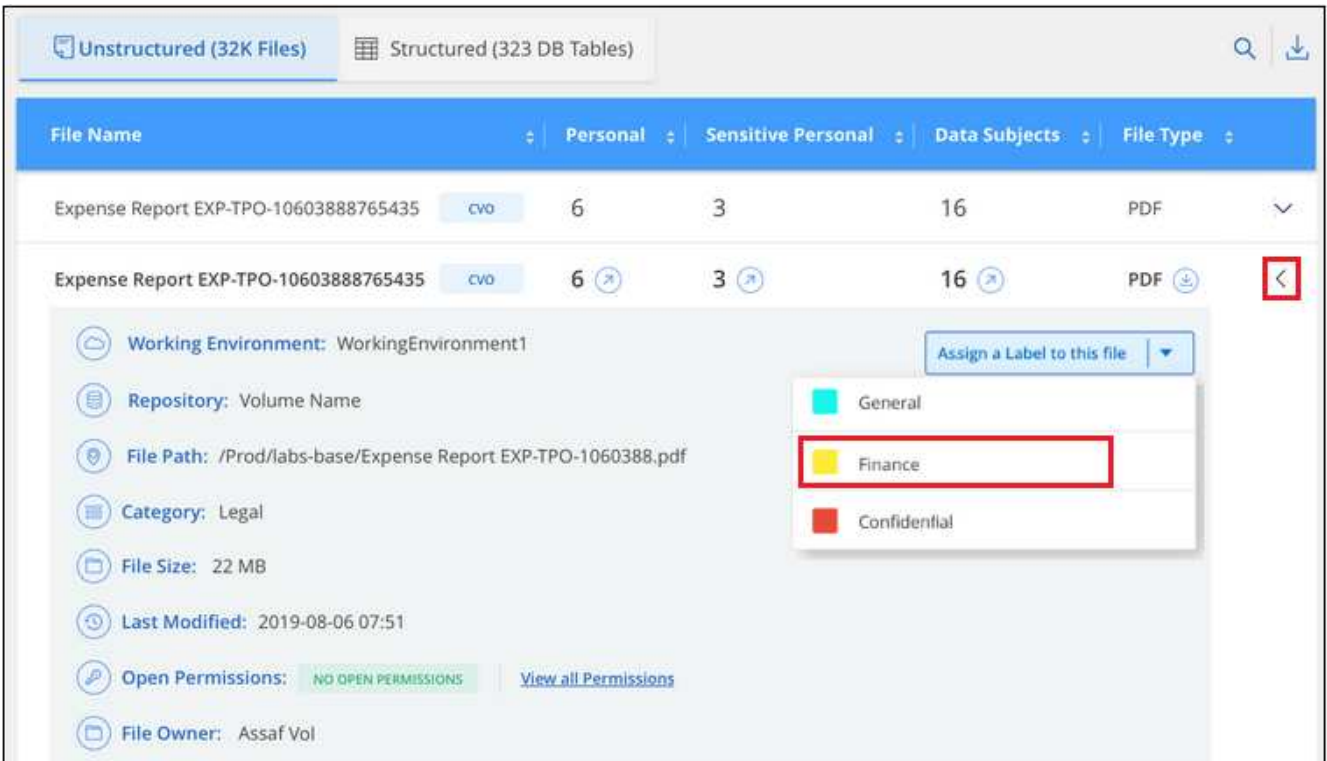 Unstructured (32K Files) Structured (323 DB Tables)
File Name Personal Sensitive Personal Data Subjects File Type
Expense Report EXP-TPO-10603888765435 CVO 6 3 16 PDF
Expense Report EXP-TPO-10603888765435 CVO 6 3 16 PDF
Working Environment: WorkingEnvironment1 Assign a Label to this file
Repository: Volume Name General
File Path: /Prod/labs-base/Expense Report EXP-TPO-1060388.pdf Finance
Category: Legal Confidenfial
File Size: 22 MB
Last Modified: 2019-08-06 07:51
Open Permissions: NO OPEN PERMISSIONS View all Permissions
File Owner: Assaf Vol